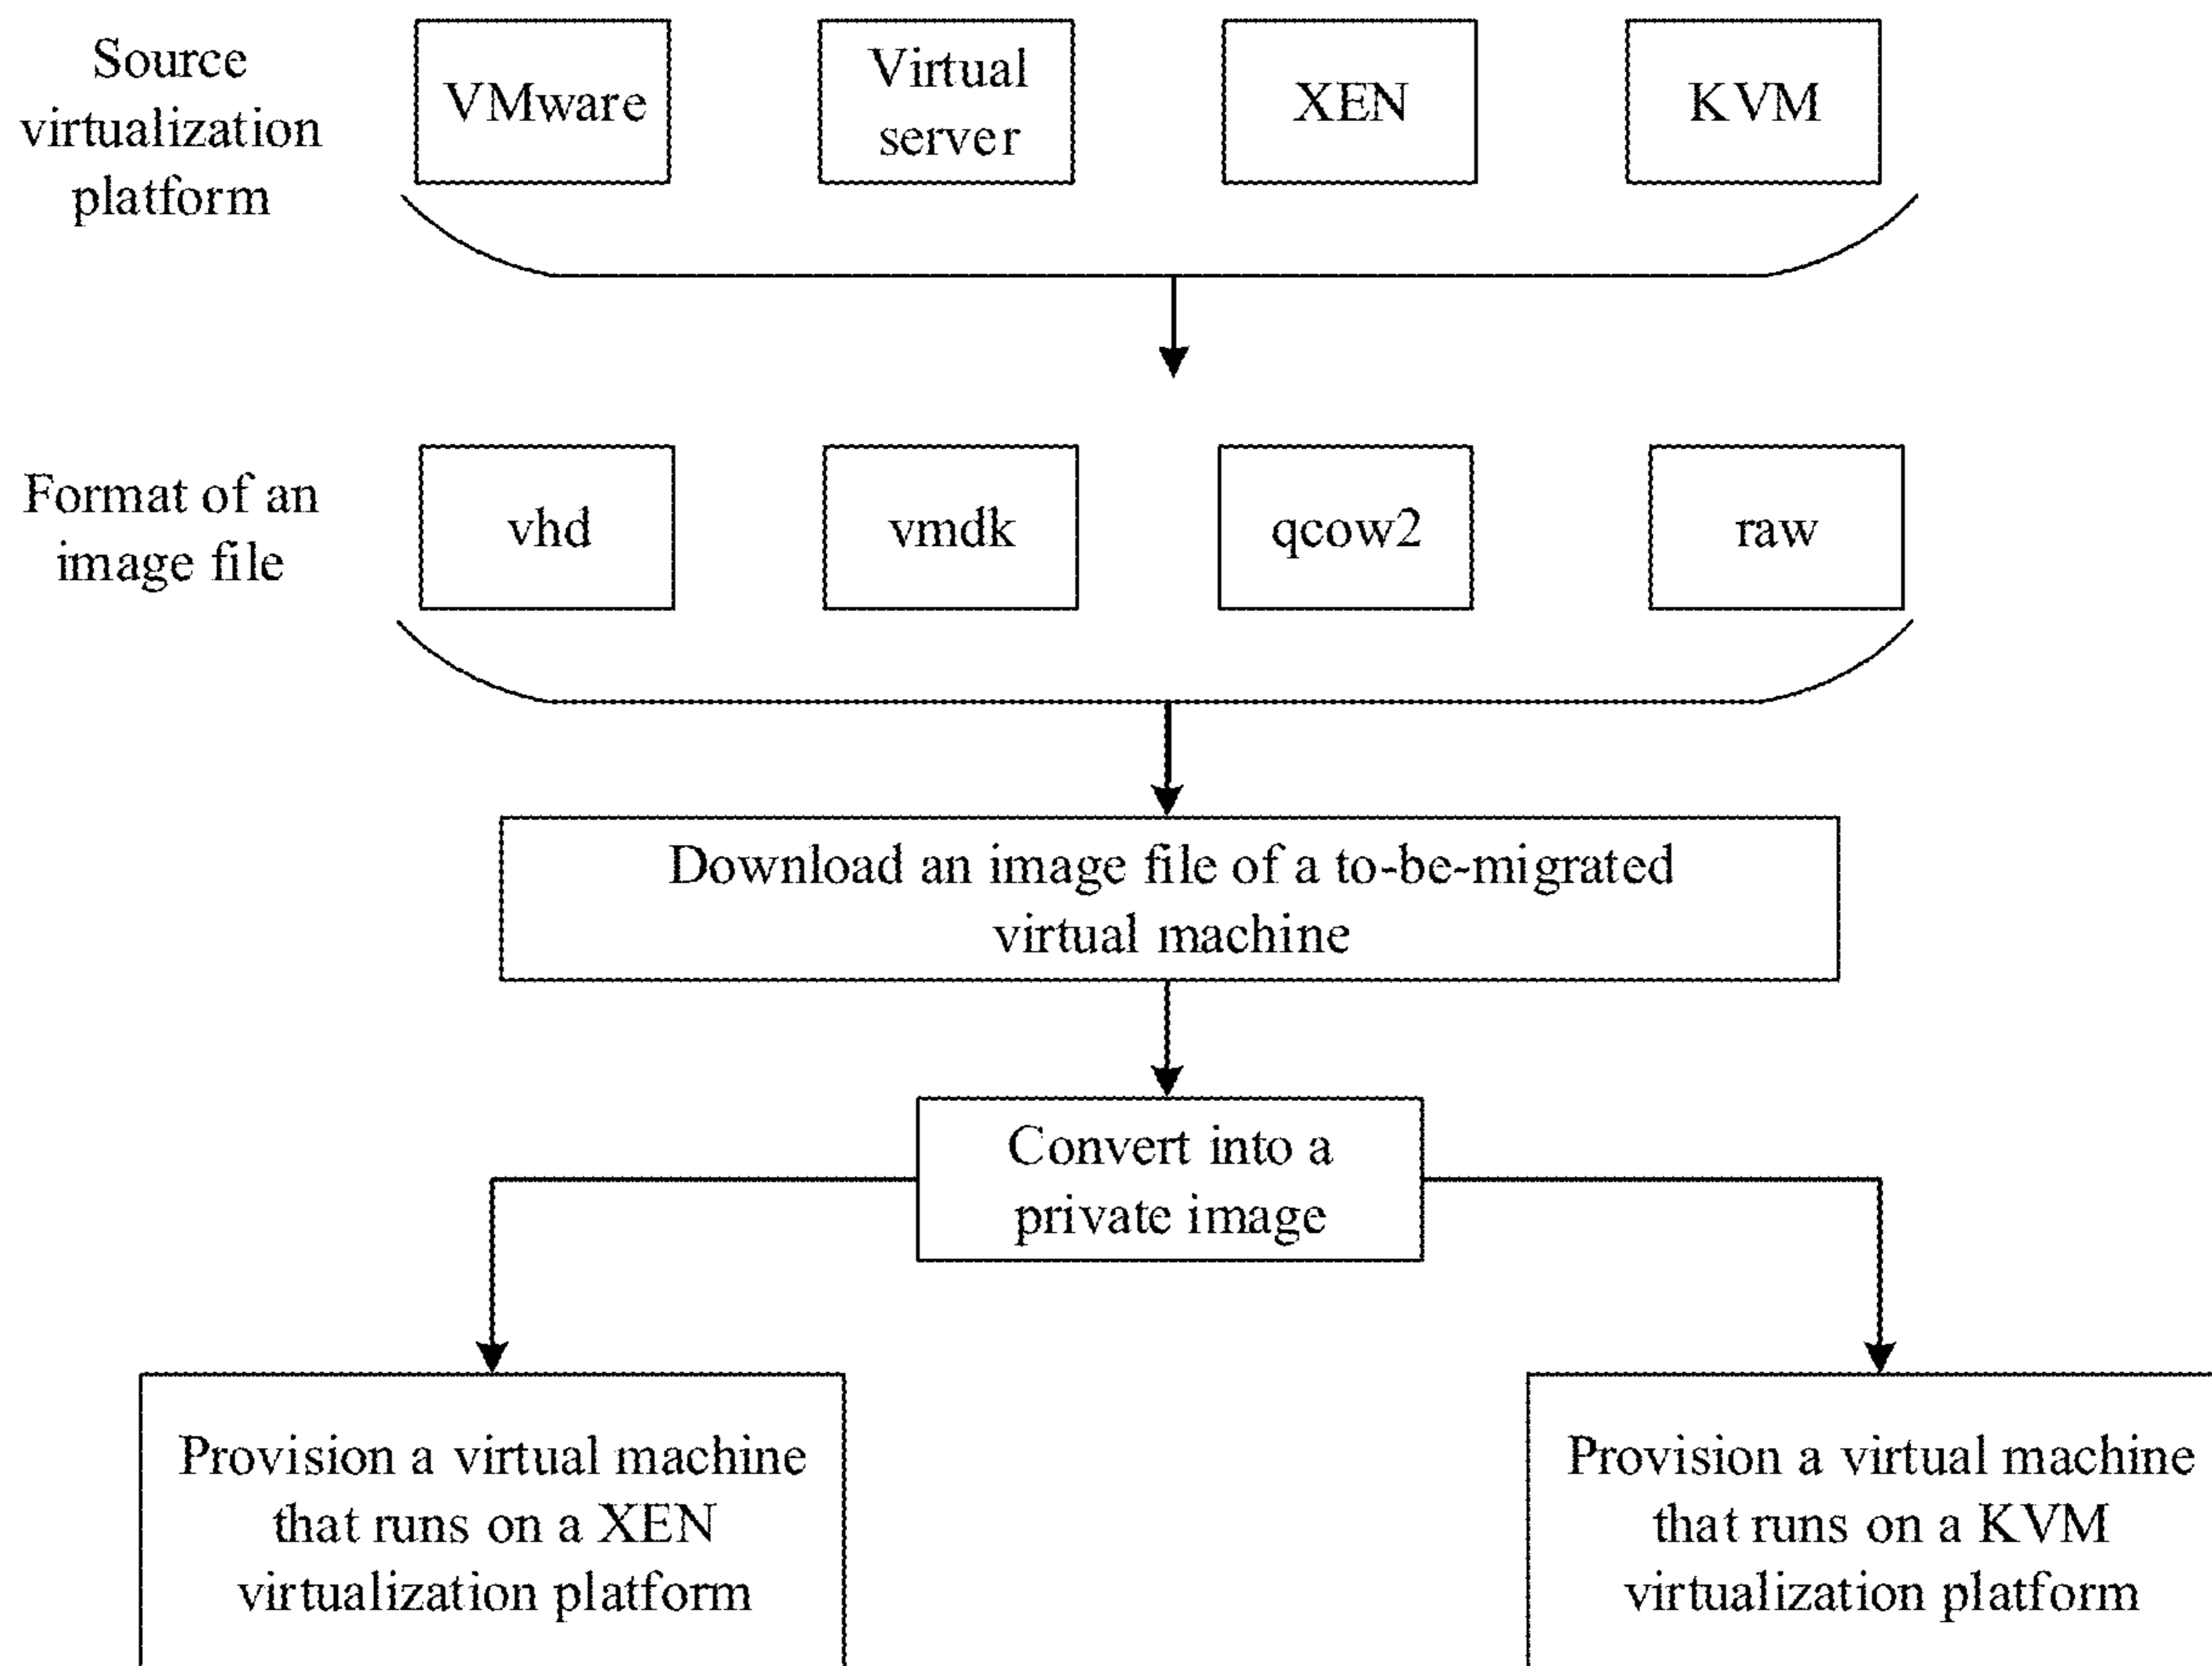 Source
virtualization
platform
VMware
Virtual
server
XEN
KVM
Format of an
image file
vhd
vmdk
qcow2
raw
Download an image file of a to-be-migrated
virtual machine
Convert into a
private image
Provision a virtual machine
that runs on a XEN
virtualization platform
Provision a virtual machine
that runs on a KVM
virtualization platform